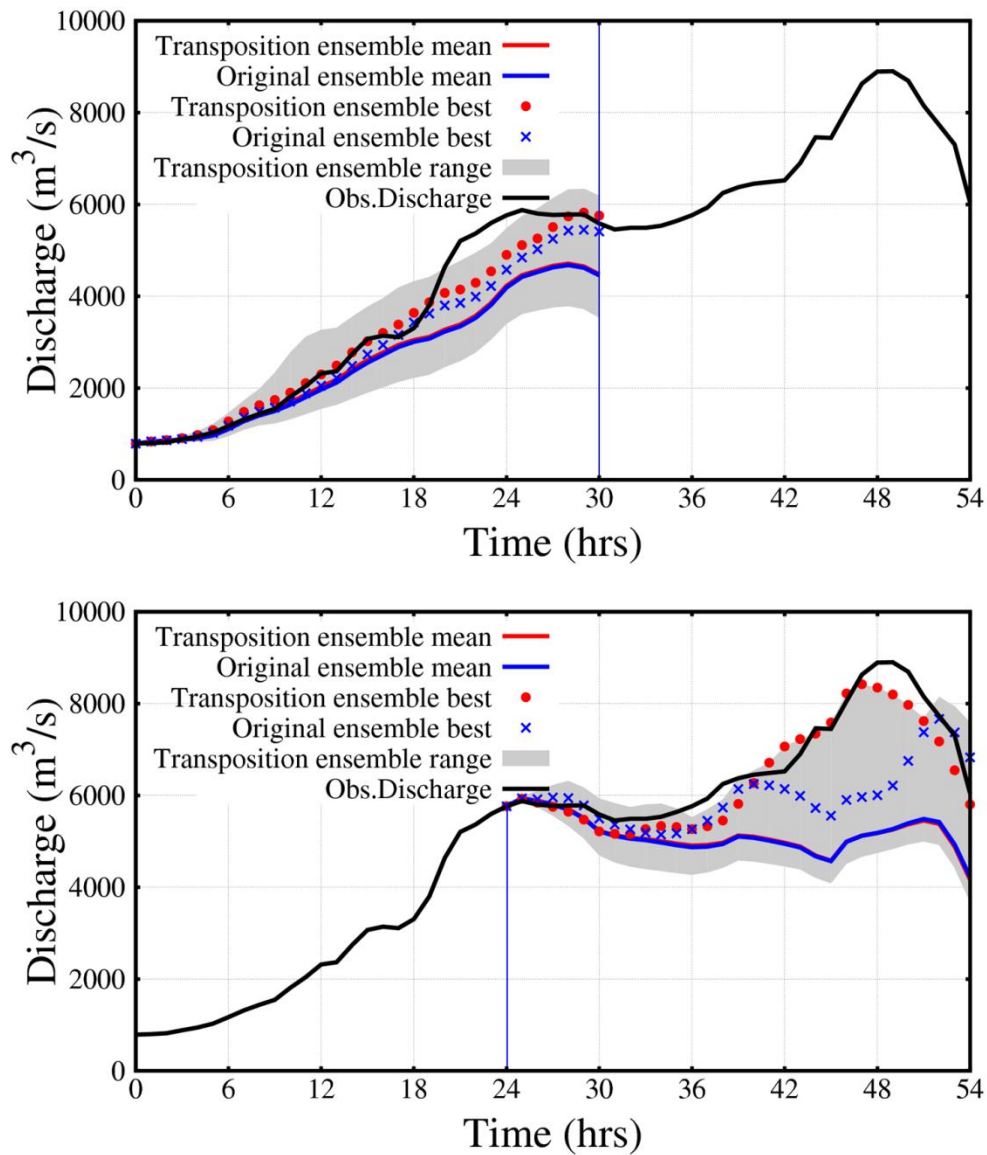 10000
8000
6000
4000
2000
0
Discharge (m³/s)
Transposition ensemble mean
Original ensemble mean
Transposition ensemble best
Original ensemble best
Transposition ensemble range
Obs.Discharge
0 6 12 18 24 30 36 42 48 54
Time (hrs)
10000
8000
6000
4000
2000
0
Discharge (m³/s)
Transposition ensemble mean
Original ensemble mean
Transposition ensemble best
Original ensemble best
Transposition ensemble range
Obs.Discharge
0 6 12 18 24 30 36 42 48 54
Time (hrs)